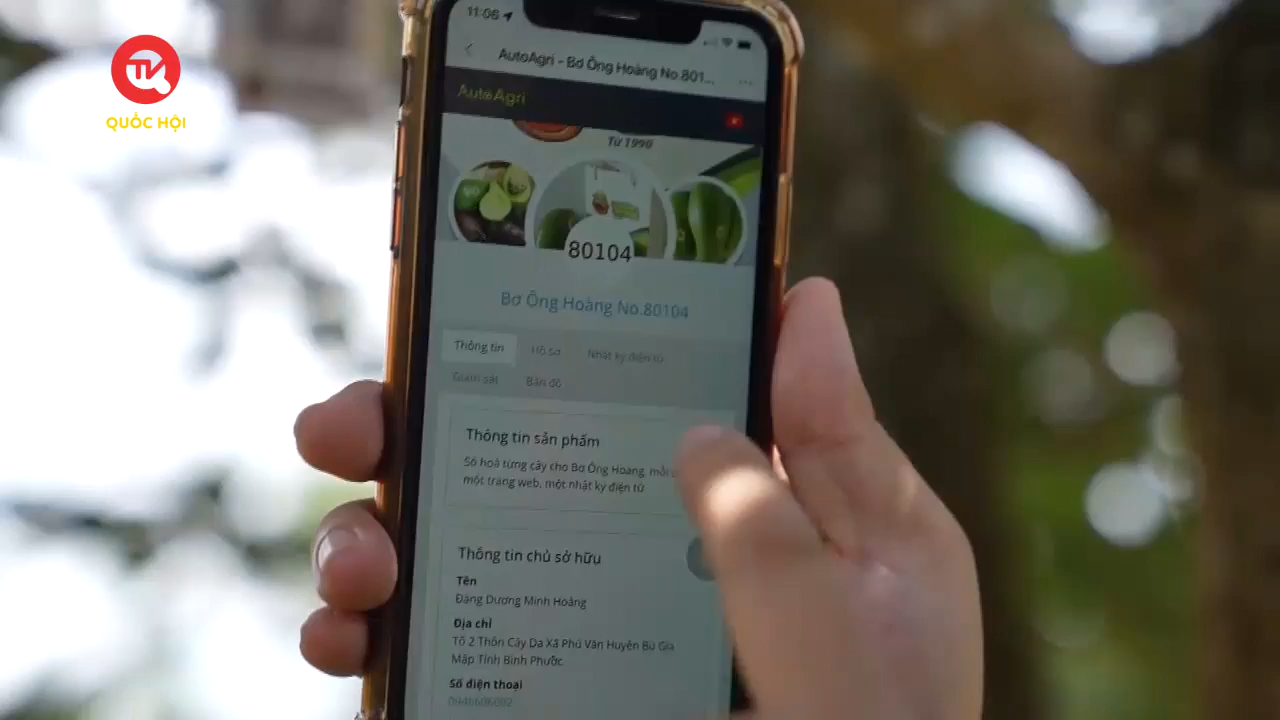 QUỐC HỘI
11:06
AutoAgri - Bơ Ông Hoàng No.801...
AutoAgri
Từ 1990
80104
Bơ Ông Hoàng No.80104
Thông tin Hồ sơ Nhật ký điện tử
Giám sát Bản đồ
Thông tin sản phẩm
Số hoá từng cây cho Bơ Ông Hoàng, mỗi
một trang web, một nhật ký điện tử
Thông tin chủ sở hữu
Tên
Đặng Dương Minh Hoàng
Địa chỉ
Tổ 2 Thôn Cây Da Xã Phú Văn Huyện Bù Gia
Mập Tỉnh Bình Phước
Số điện thoại